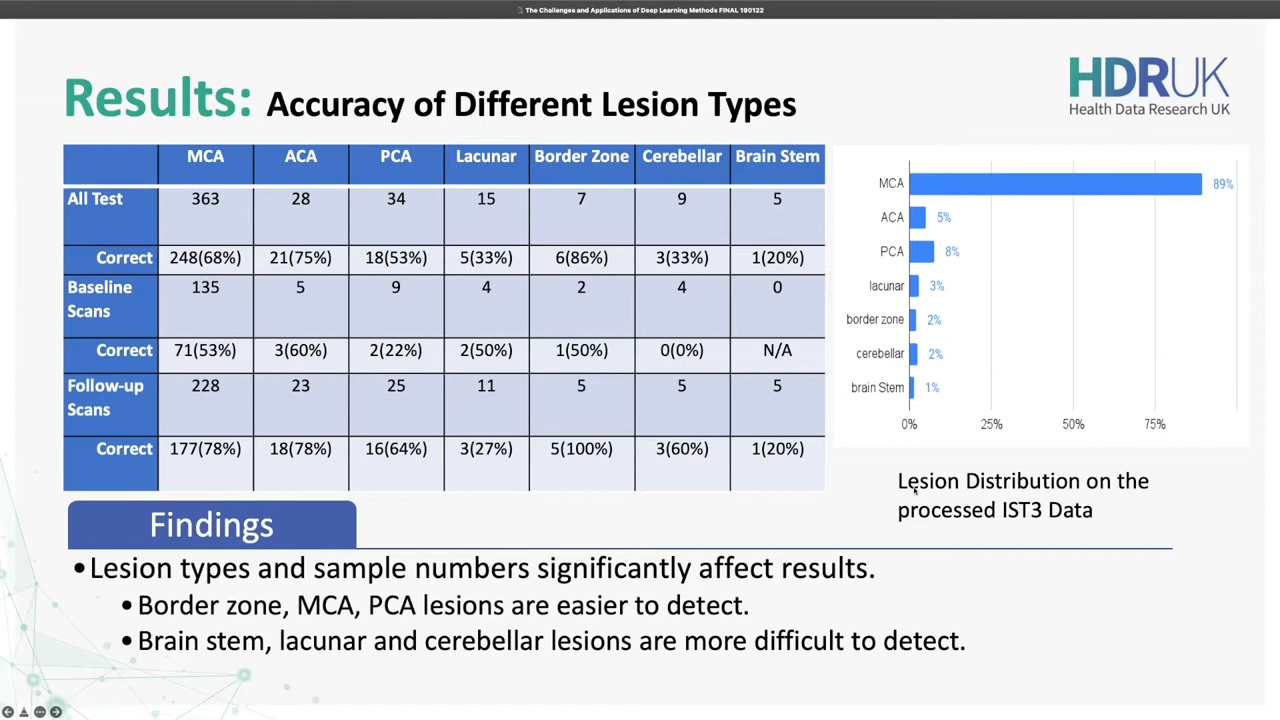 The Challenges and Applications of Deep Learning Methods FINAL 190122
HDRUK
Health Data Research UK
Results: Accuracy of Different Lesion Types
MCA ACA PCA Lacunar Border Zone Cerebellar Brain Stem
All Test 363 28 34 15 7 9 5
Correct 248(68%) 21(75%) 18(53%) 5(33%) 6(86%) 3(33%) 1(20%)
Baseline 135 5 9 4 2 4 0
Scans
Correct 71(53%) 3(60%) 2(22%) 2(50%) 1(50%) 0(0%) N/A
Follow-up 228 23 25 11 5 5 5
Scans
Correct 177(78%) 18(78%) 16(64%) 3(27%) 5(100%) 3(60%) 1(20%)
MCA 89%
ACA 5%
PCA 8%
lacunar 3%
border zone 2%
cerebellar 2%
brain Stem 1%
0% 25% 50% 75%
Lesion Distribution on the
processed IST3 Data
Findings
•Lesion types and sample numbers significantly affect results.
•Border zone, MCA, PCA lesions are easier to detect.
•Brain stem, lacunar and cerebellar lesions are more difficult to detect.